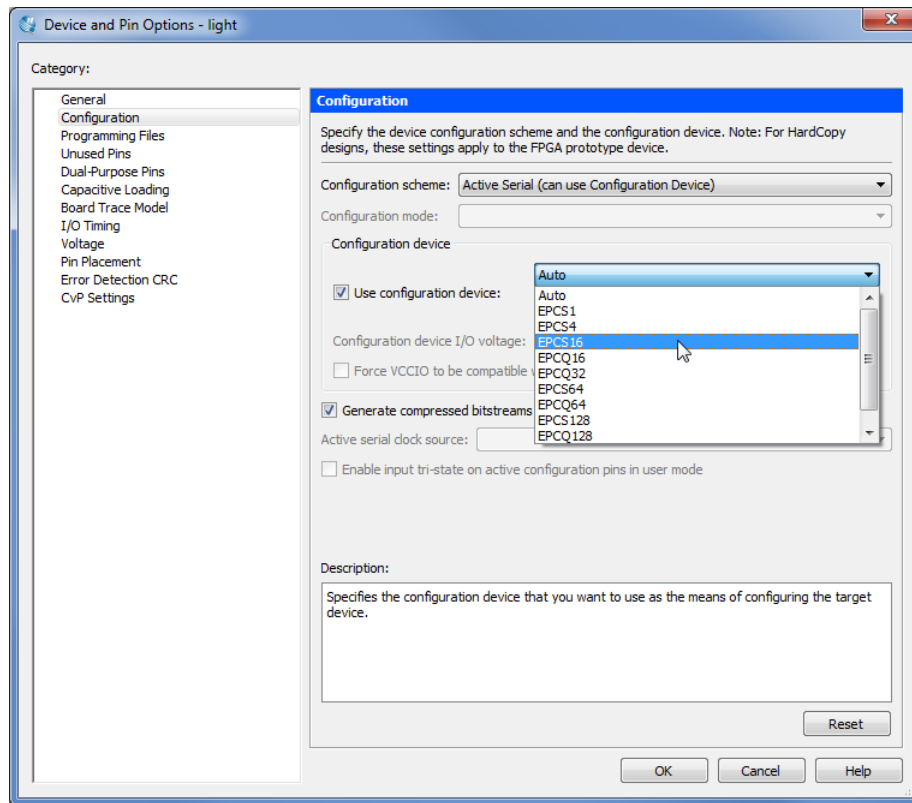 Device and Pin Options - light
Category:
General
Configuration
Programming Files
Unused Pins
Dual-Purpose Pins
Capacitive Loading
Board Trace Model
I/O Timing
Voltage
Pin Placement
Error Detection CRC
CvP Settings
Configuration
Specify the device configuration scheme and the configuration device. Note: For HardCopy
designs, these settings apply to the FPGA prototype device.
Configuration scheme: Active Serial (can use Configuration Device)
Configuration mode:
Configuration device
Auto
Use configuration device:
Auto
EPCS1
EPCS4
Configuration device I/O voltage:
EPCS16
EPCQ16
Force VCCIO to be compatible
EPCQ32
EPCS64
EPCQ64
Generate compressed bitstreams
EPCS128
EPCQ128
Active serial clock source:
Enable input tri-state on active configuration pins in user mode
Description:
Specifies the configuration device that you want to use as the means of configuring the target
device.
Reset
OK Cancel Help